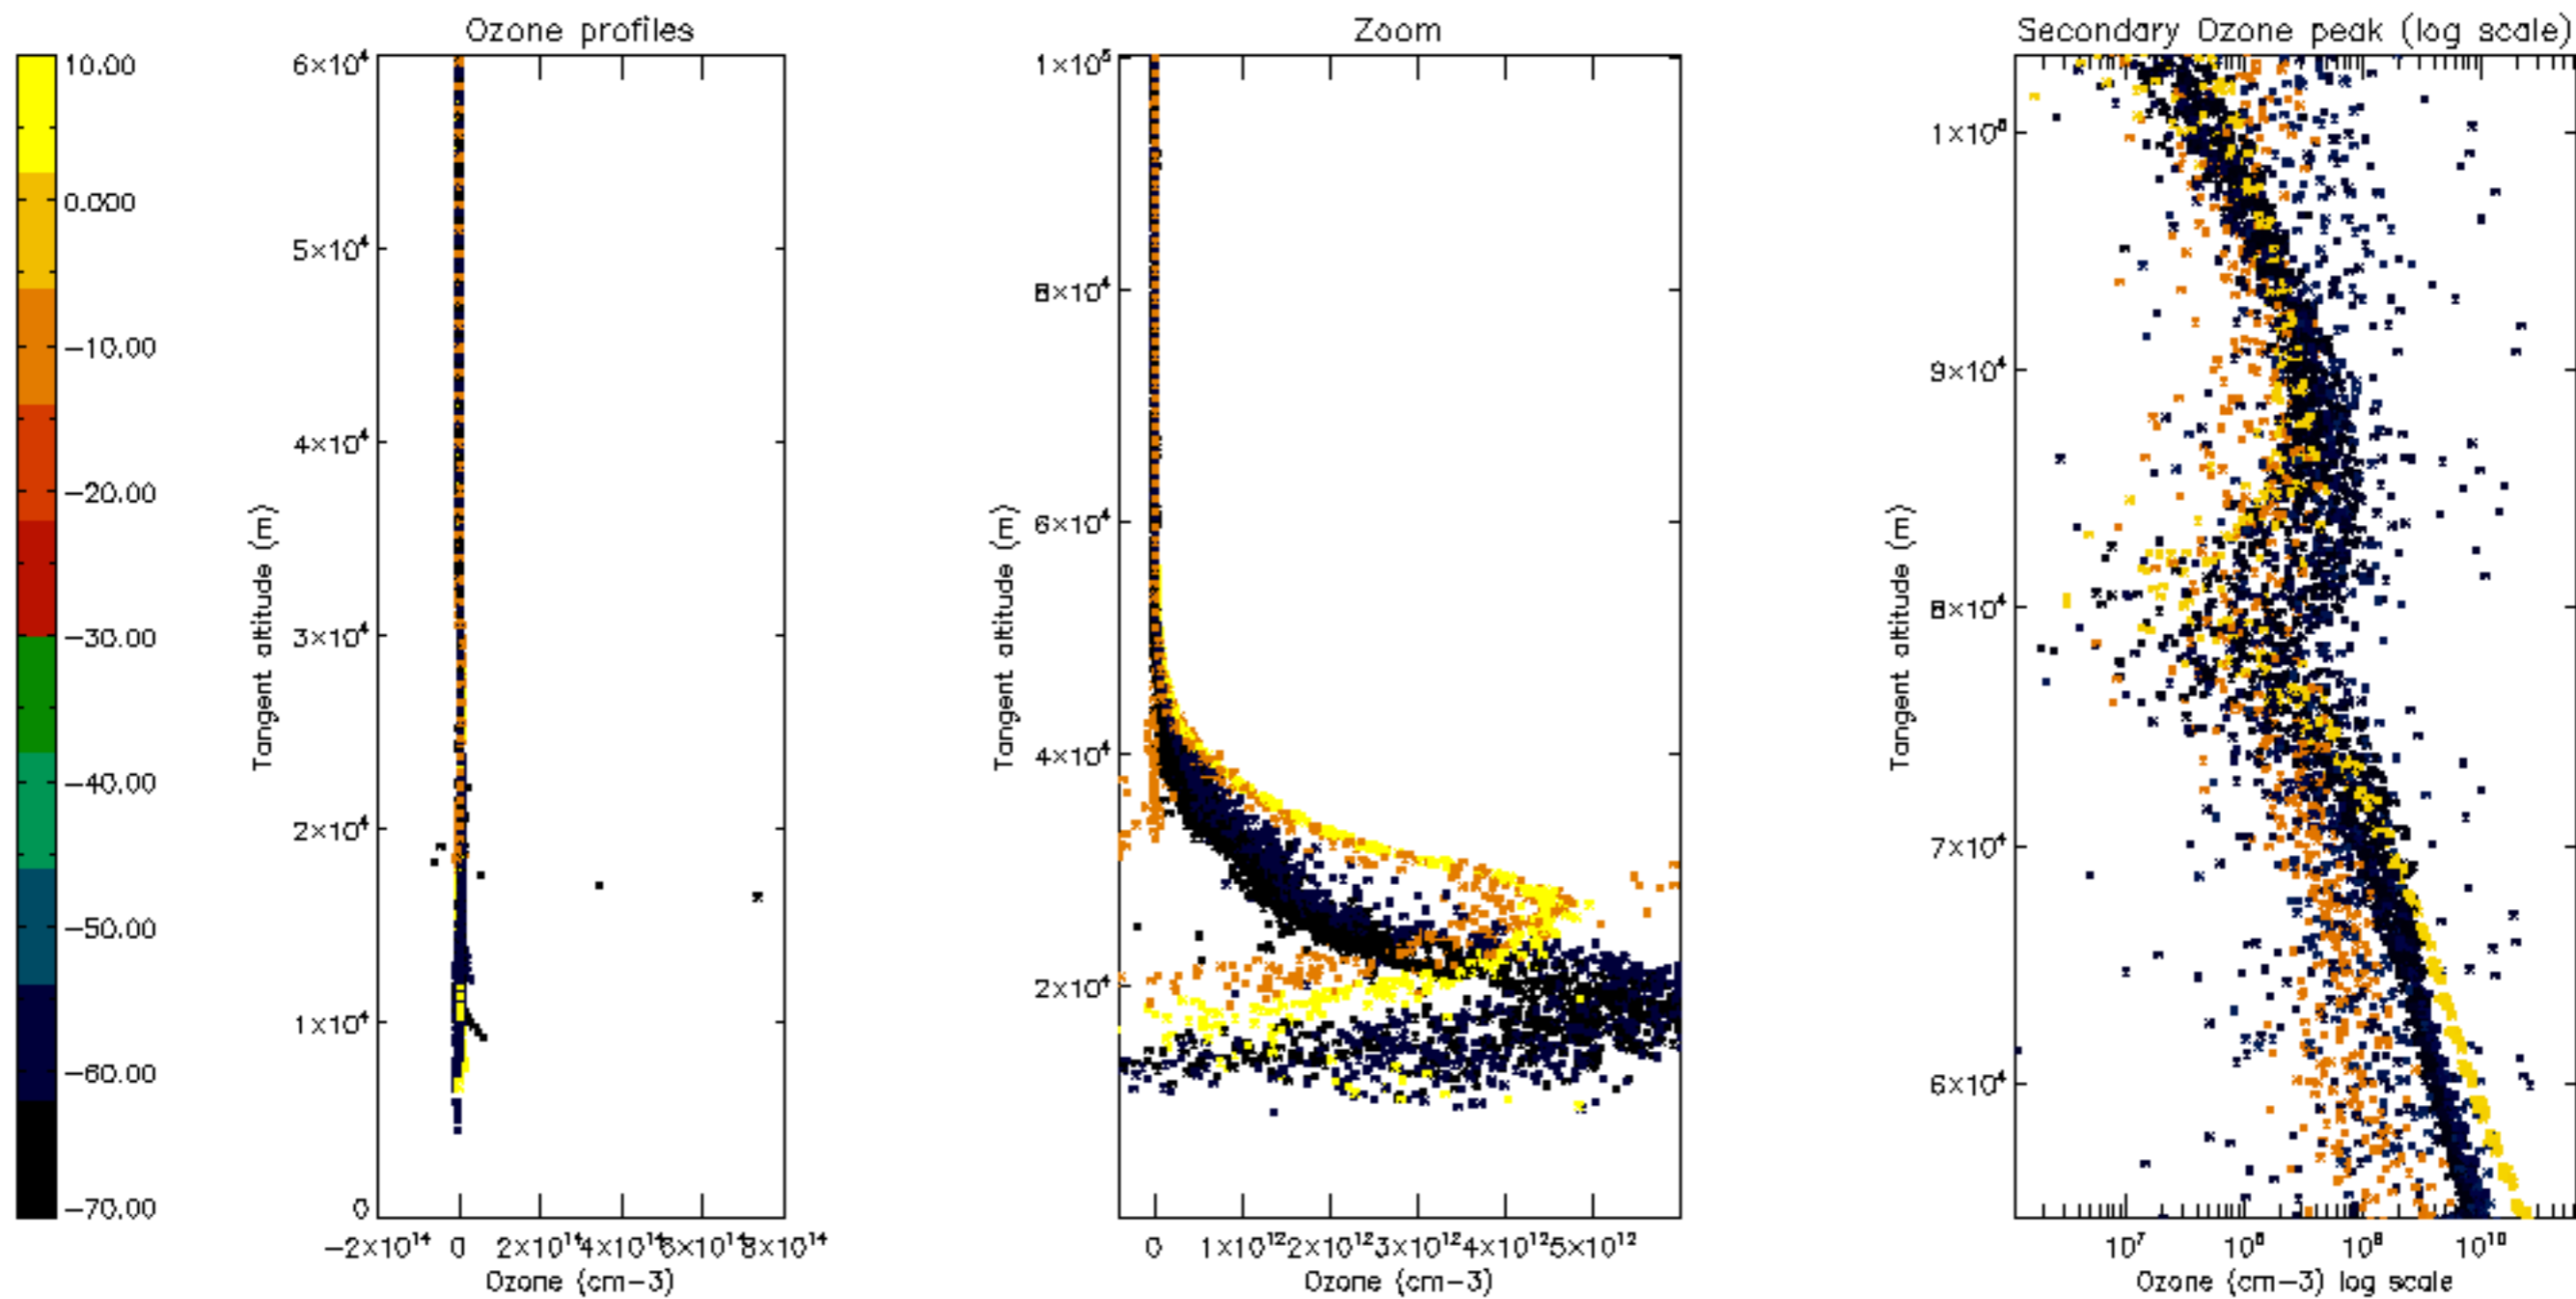 Ozone profiles
Zoom
Secondary Ozone peak (log scale)
10.00
0.000
−10.00
−20.00
−30.00
−40.00
−50.00
−60.00
−70.00
Tangent altitude (m)
6×10⁴
5×10⁴
4×10⁴
3×10⁴
2×10⁴
1×10⁴
0
−2×10¹⁴ 0 2×10¹⁴ 4×10¹⁴ 6×10¹⁴ 8×10¹⁴
Ozone (cm−3)
Tangent altitude (m)
1×10⁵
8×10⁴
6×10⁴
4×10⁴
2×10⁴
0 1×10¹² 2×10¹² 3×10¹² 4×10¹² 5×10¹²
Ozone (cm−3)
Tangent altitude (m)
1×10⁵
9×10⁴
8×10⁴
7×10⁴
6×10⁴
10⁷ 10⁸ 10⁹ 10¹⁰
Ozone (cm−3) log scale